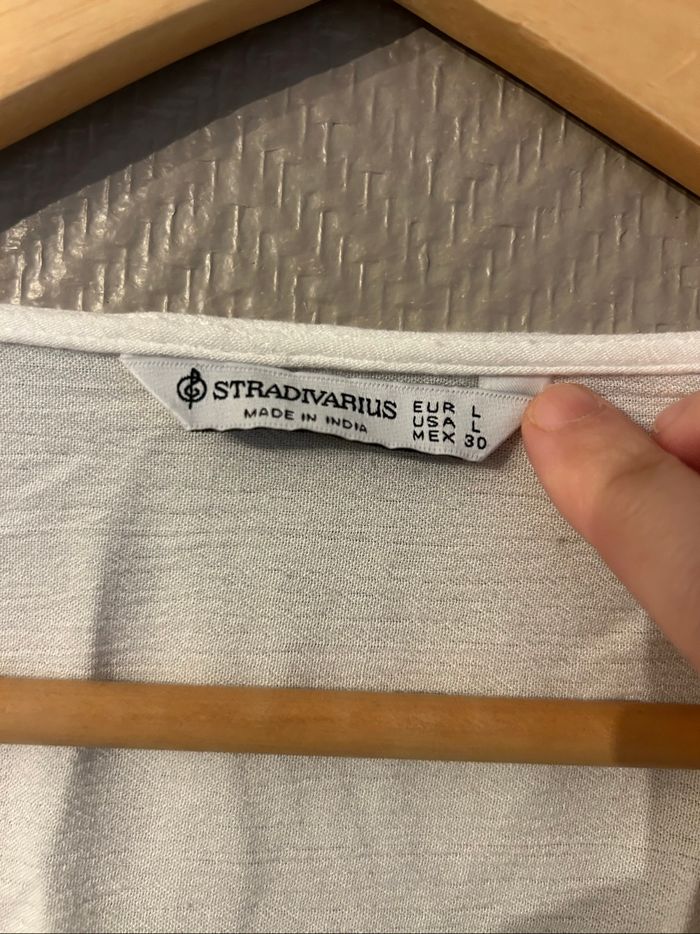 STRADIVARIUS
MADE IN INDIA
EUR L
USA L
MEX 30